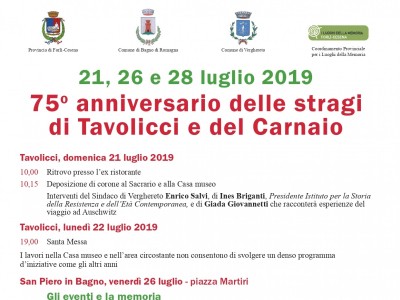 Provincia di Forlì-Cesena
Comune di Bagno di Romagna
Comune di Verghereto
Coordinamento Provinciale
per i Luoghi della Memoria
21, 26 e 28 luglio 2019
75º anniversario delle stragi
di Tavolicci e del Carnaio
Tavolicci, domenica 21 luglio 2019
10,00 Ritrovo presso l'ex ristorante
10,15 Deposizione di corone al Sacrario e alla Casa museo
Interventi del Sindaco di Verghereto Enrico Salvi, di Ines Briganti, Presidente Istituto per la Storia
della Resistenza e dell'Età Contemporanea, e di Giada Giovannetti che racconterà esperienze del
viaggio ad Auschwitz
Tavolicci, lunedì 22 luglio 2019
19,00 Santa Messa
I lavori nella Casa museo e nell'area circostante non consentono di svolgere un denso programma
d'iniziative come gli altri anni
San Piero in Bagno, venerdì 26 luglio - piazza Martiri
Gli eventi e la memoria